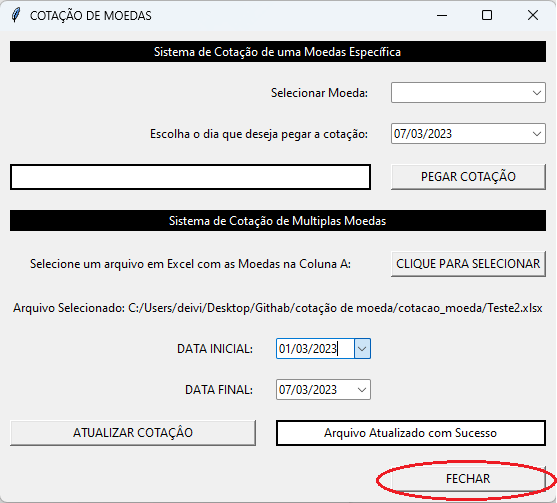 COTAÇÃO DE MOEDAS
Sistema de Cotação de uma Moedas Específica
Selecionar Moeda:
Escolha o dia que deseja pegar a cotação: 07/03/2023
PEGAR COTAÇÃO
Sistema de Cotação de Multiplas Moedas
Selecione um arquivo em Excel com as Moedas na Coluna A: CLIQUE PARA SELECIONAR
Arquivo Selecionado: C:/Users/deivi/Desktop/Githab/cotação de moeda/cotacao_moeda/Teste2.xlsx
DATA INICIAL: 01/03/2023
DATA FINAL: 07/03/2023
ATUALIZAR COTAÇÂO Arquivo Atualizado com Sucesso
FECHAR